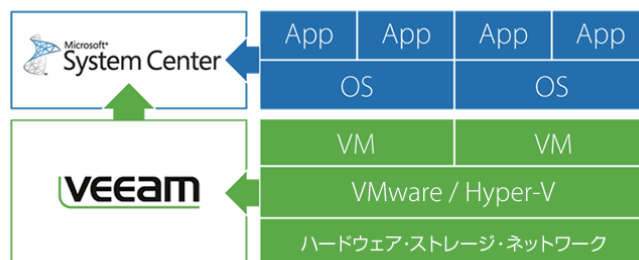 Microsoft®
System Center
App App App App
OS OS
VM VM
veeam
VMware / Hyper-V
ハードウェア・ストレージ・ネットワーク